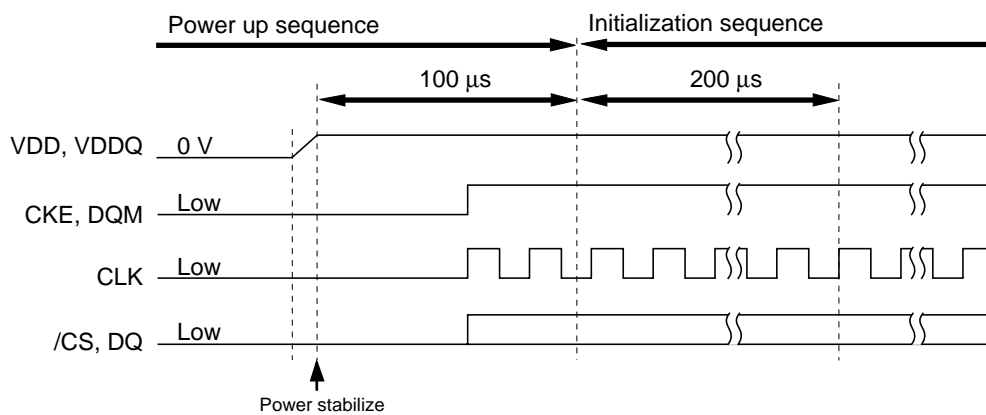 Power up sequence
Initialization sequence
100 µs
200 µs
VDD, VDDQ
0 V
CKE, DQM
Low
CLK
Low
/CS, DQ
Low
Power stabilize